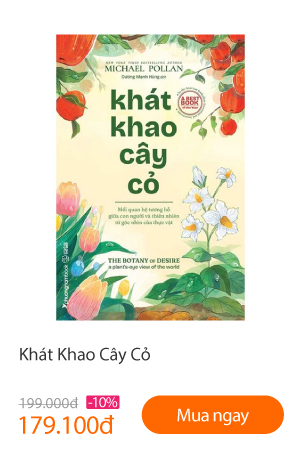 NEW YORK TIMES BESTSELLING AUTHOR
MICHAEL POLLAN
Dương Mạnh Hùng dịch
khát
khao
cây
cỏ
A BEST
BOOK
Mối quan hệ tương hỗ
giữa con người và thiên nhiên
từ góc nhìn của thực vật
THE BOTANY OF DESIRE
a plant's-eye view of the world
Khát Khao Cây Cỏ
199.000đ -10%
179.100đ
Mua ngay